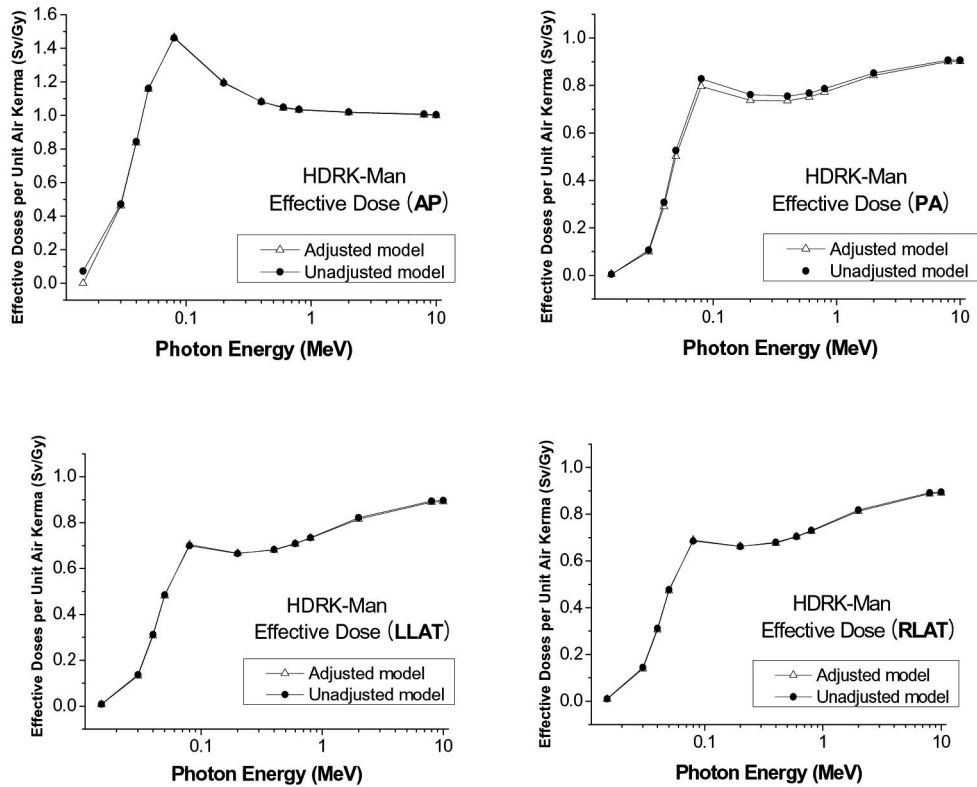 Effective Doses per Unit Air Kerma (Sv/Gy)
1.6
1.4
1.2
1.0
0.8
0.6
0.4
0.2
0.0
HDRK-Man
Effective Dose (AP)
Adjusted model
Unadjusted model
0.1
1
10
Photon Energy (MeV)
Effective Doses per Unit Air Kerma (Sv/Gy)
1.0
0.8
0.6
0.4
0.2
0.0
HDRK-Man
Effective Dose (PA)
Adjusted model
Unadjusted model
0.1
1
10
Photon Energy (MeV)
Effective Doses per Unit Air Kerma (Sv/Gy)
1.0
0.8
0.6
0.4
0.2
0.0
HDRK-Man
Effective Dose (LLAT)
Adjusted model
Unadjusted model
0.1
1
10
Photon Energy (MeV)
Effective Doses per Unit Air Kerma (Sv/Gy)
1.0
0.8
0.6
0.4
0.2
0.0
HDRK-Man
Effective Dose (RLAT)
Adjusted model
Unadjusted model
0.1
1
10
Photon Energy (MeV)